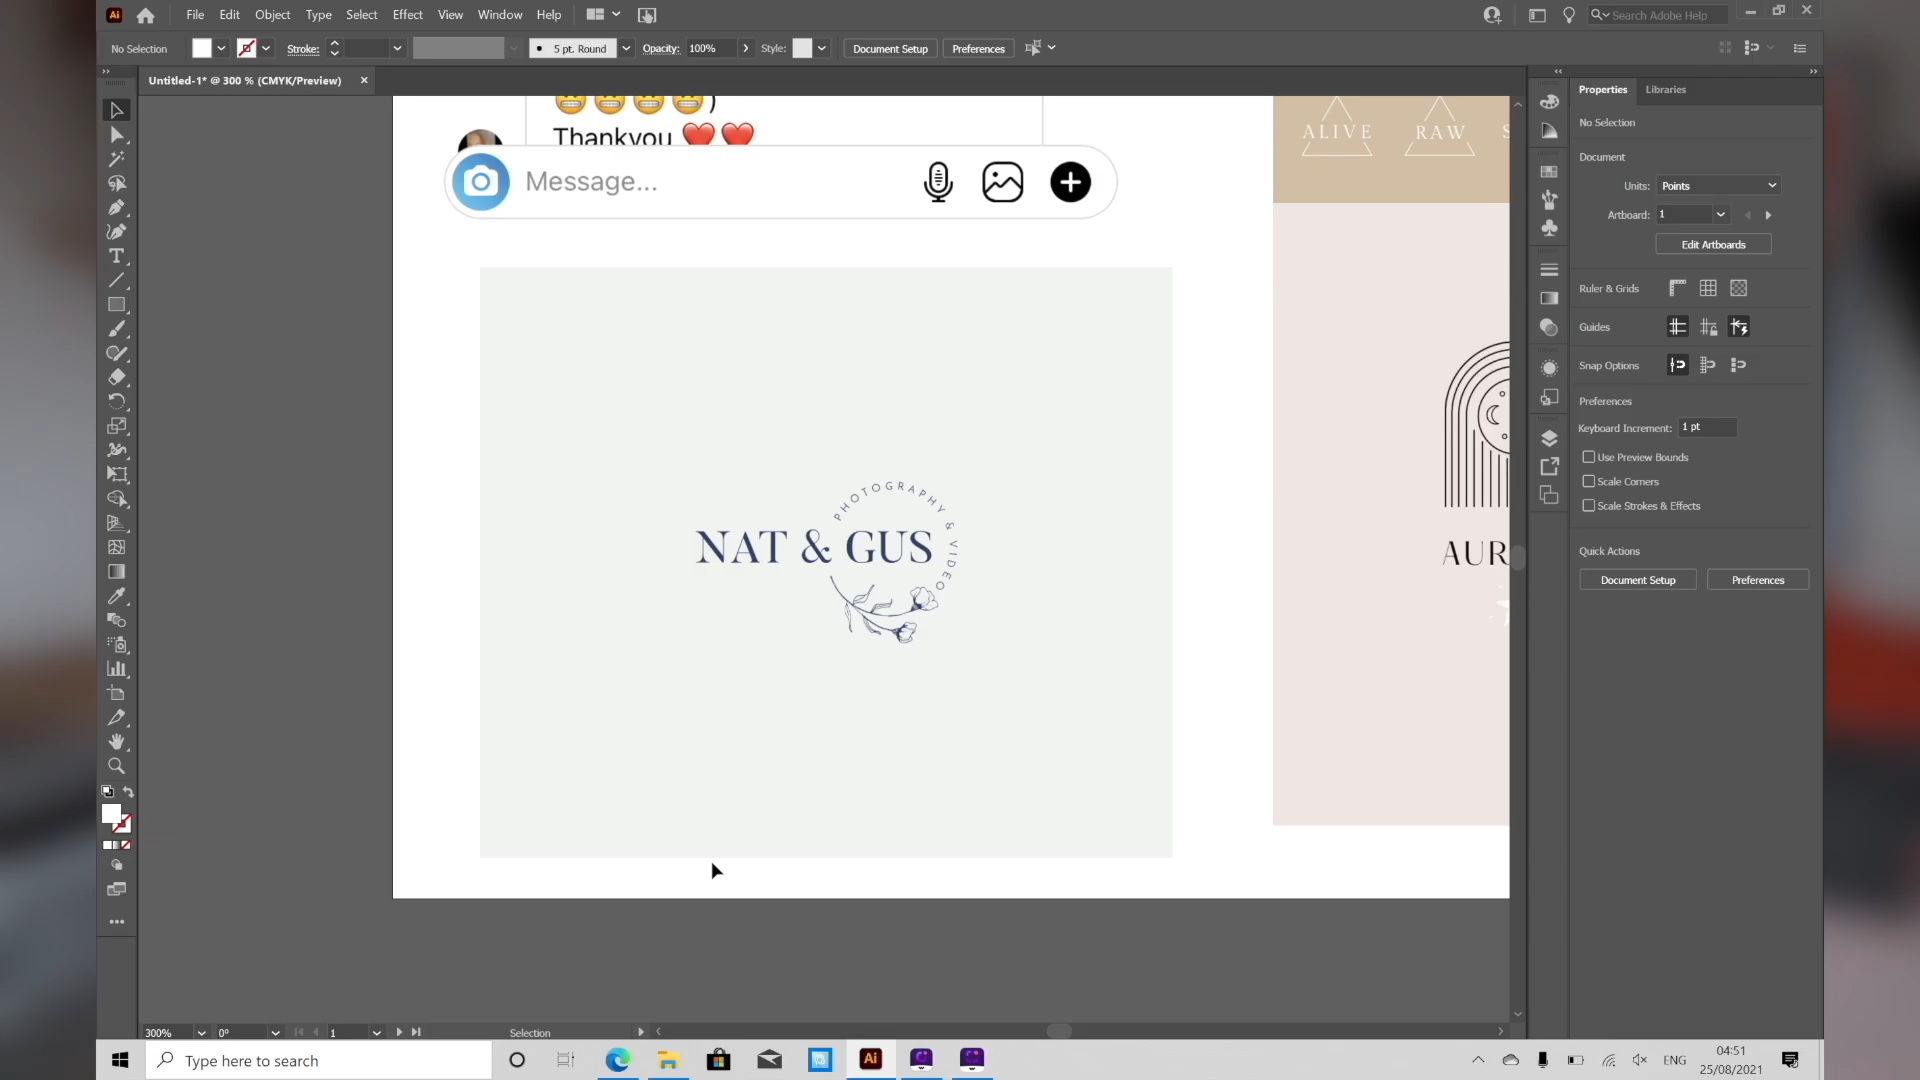 File Edit Object Type Select Effect View Window Help
Search Adobe Help
No Selection
Stroke:
5 pt. Round
Opacity: 100%
Style:
Document Setup
Preferences
Untitled-1* @ 300 % (CMYK/Preview)
Thankyou
Message...
ALIVE
RAW
PHOTOGRAPHY & VIDEO
NAT & GUS
AUR
Properties
Libraries
No Selection
Document
Units: Points
Artboard: 1
Edit Artboards
Ruler & Grids
Guides
Snap Options
Preferences
Keyboard Increment: 1 pt
Use Preview Bounds
Scale Corners
Scale Strokes & Effects
Quick Actions
Document Setup
Preferences
300% 0° 1 Selection
Type here to search
ENG
04:51
25/08/2021